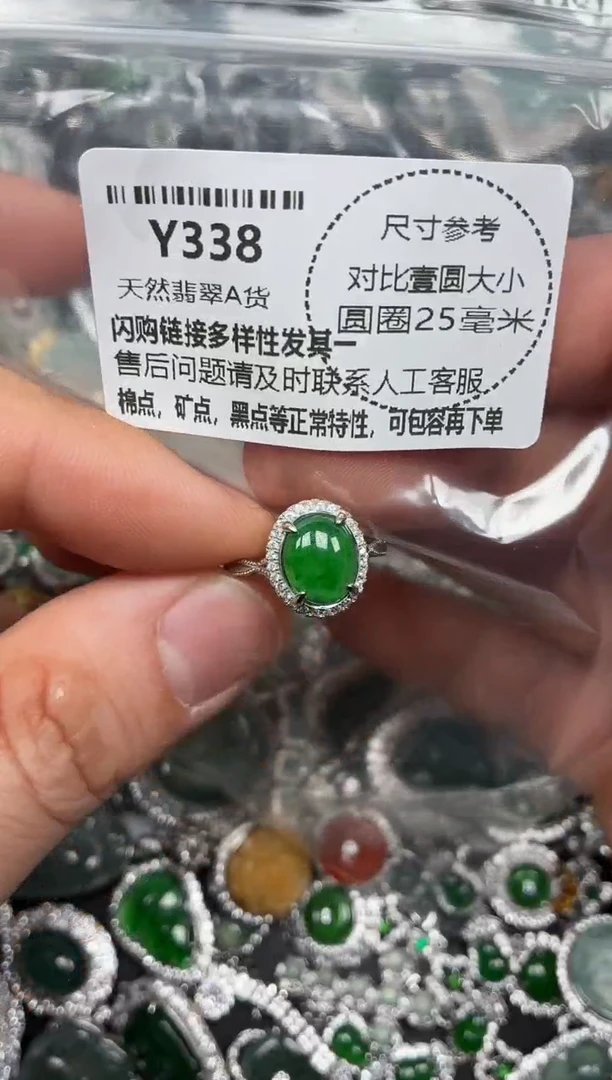 Y338
天然翡翠A货
闪购链接多样性发其一
售后问题请及时联系人工客服
棉点，矿点，黑点等正常特性，可包容再下单
尺寸参考
对比壹圆大小
圆圈25毫米